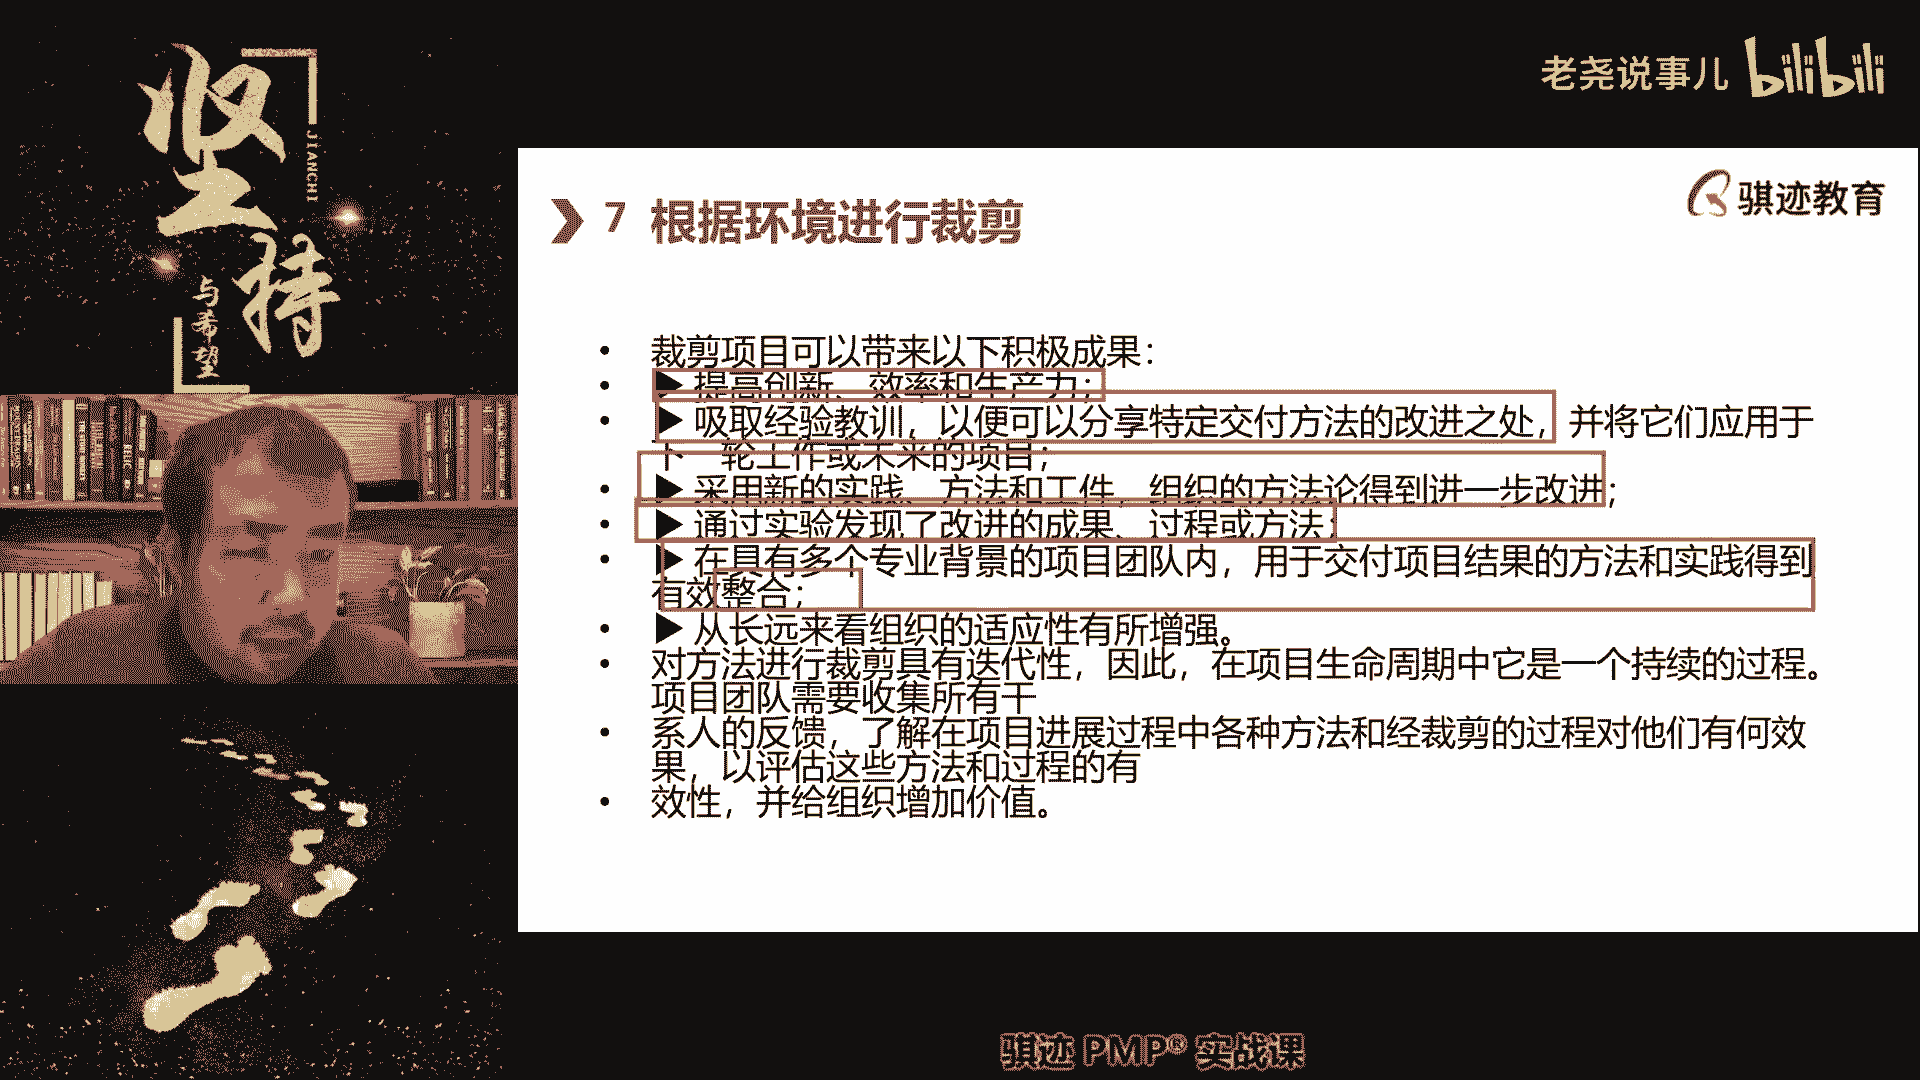 坚持
JIANCHI
与希望
老尧说事儿 bilibili
骐迹教育
7 根据环境进行裁剪
• 裁剪项目可以带来以下积极成果：
• ▶ 提高创新、效率和生产力；
• ▶ 吸取经验教训，以便可以分享特定交付方法的改进之处，并将它们应用于
下一轮工作或未来的项目；
• ▶ 采用新的实践、方法和工件，组织的方法论得到进一步改进；
• ▶ 通过实验发现了改进的成果、过程或方法；
• ▶ 在具有多个专业背景的项目团队内，用于交付项目结果的方法和实践得到
有效整合；
• ▶ 从长远来看组织的适应性有所增强。
• 对方法进行裁剪具有迭代性，因此，在项目生命周期中它是一个持续的过程。
项目团队需要收集所有干
• 系人的反馈，了解在项目进展过程中各种方法和经裁剪的过程对他们有何效
果，以评估这些方法和过程的有
• 效性，并给组织增加价值。
骐迹 PMP® 实战课